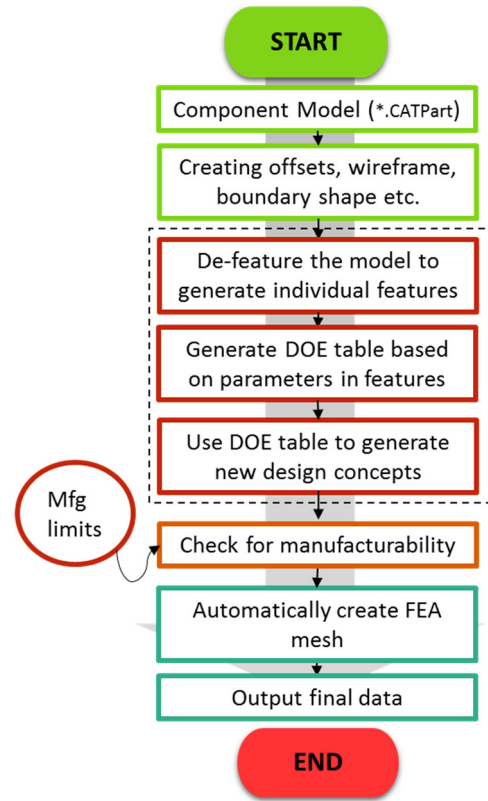 START
Component Model (*.CATPart)
Creating offsets, wireframe,
boundary shape etc.
De-feature the model to
generate individual features
Generate DOE table based
on parameters in features
Use DOE table to generate
new design concepts
Mfg
limits
Check for manufacturability
Automatically create FEA
mesh
Output final data
END